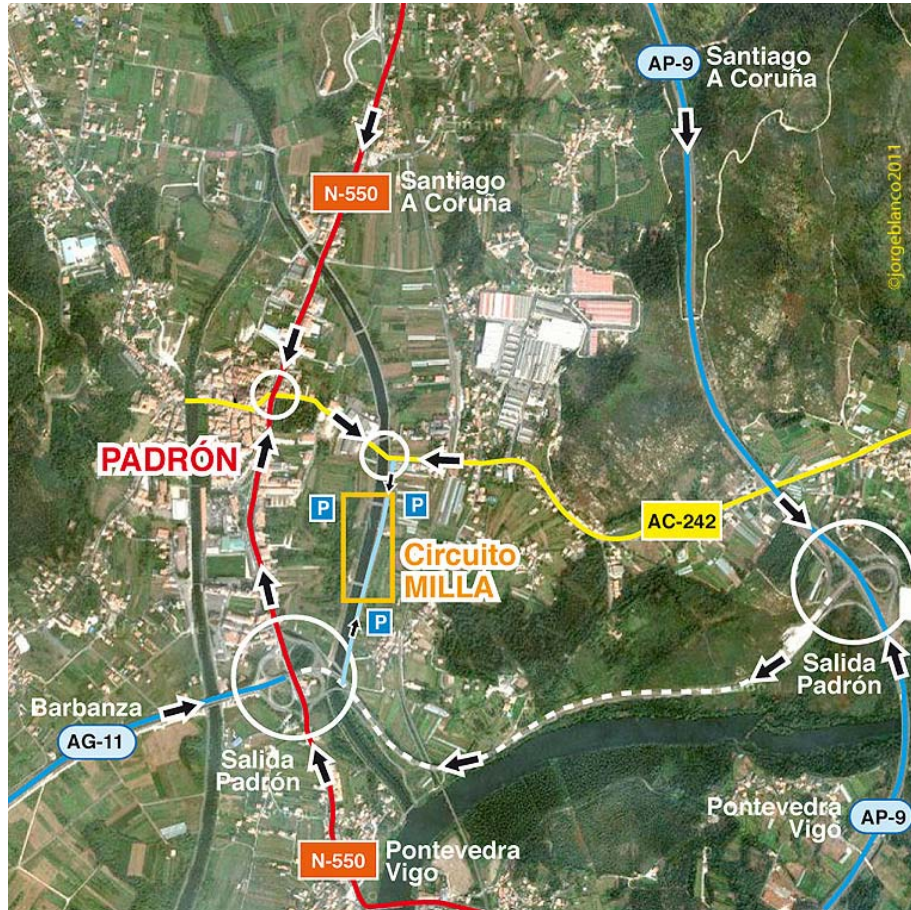 AP-9
Santiago
A Coruña
N-550
Santiago
A Coruña
©jorgeblanco2011
PADRÓN
P
P
AC-242
Circuito
MILLA
P
Salida
Padrón
Barbanza
AG-11
Salida
Padrón
Pontevedra
Vigo
AP-9
N-550
Pontevedra
Vigo